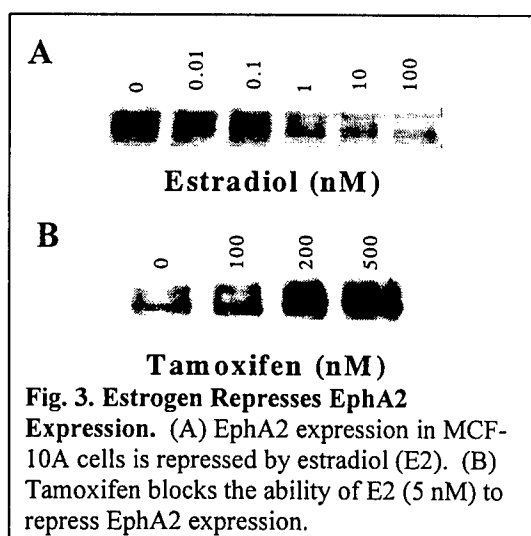 A
0 0.01 0.1 1 10 100
Estradiol (nM)
B
0 100 200 500
Tamoxifen (nM)
Fig. 3. Estrogen Represses EphA2
Expression. (A) EphA2 expression in MCF-
10A cells is repressed by estradiol (E2). (B)
Tamoxifen blocks the ability of E2 (5 nM) to
repress EphA2 expression.